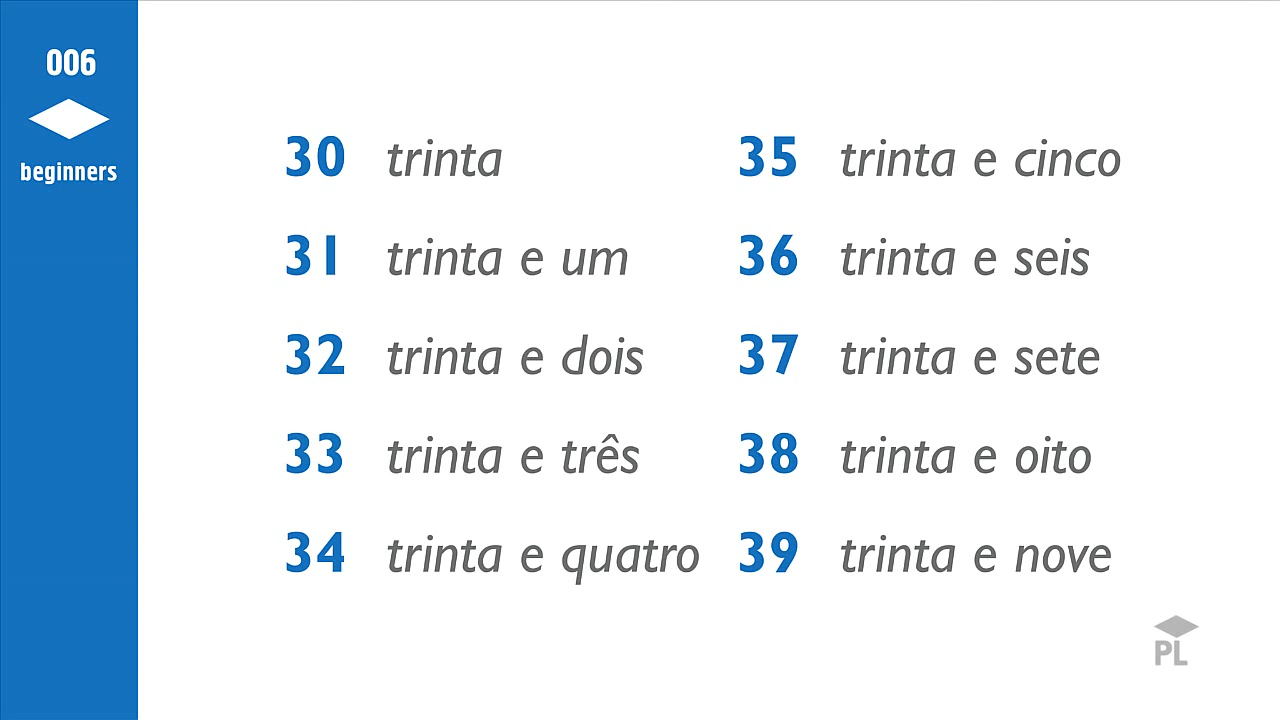 006
beginners
30 trinta
31 trinta e um
32 trinta e dois
33 trinta e três
34 trinta e quatro
35 trinta e cinco
36 trinta e seis
37 trinta e sete
38 trinta e oito
39 trinta e nove
PL